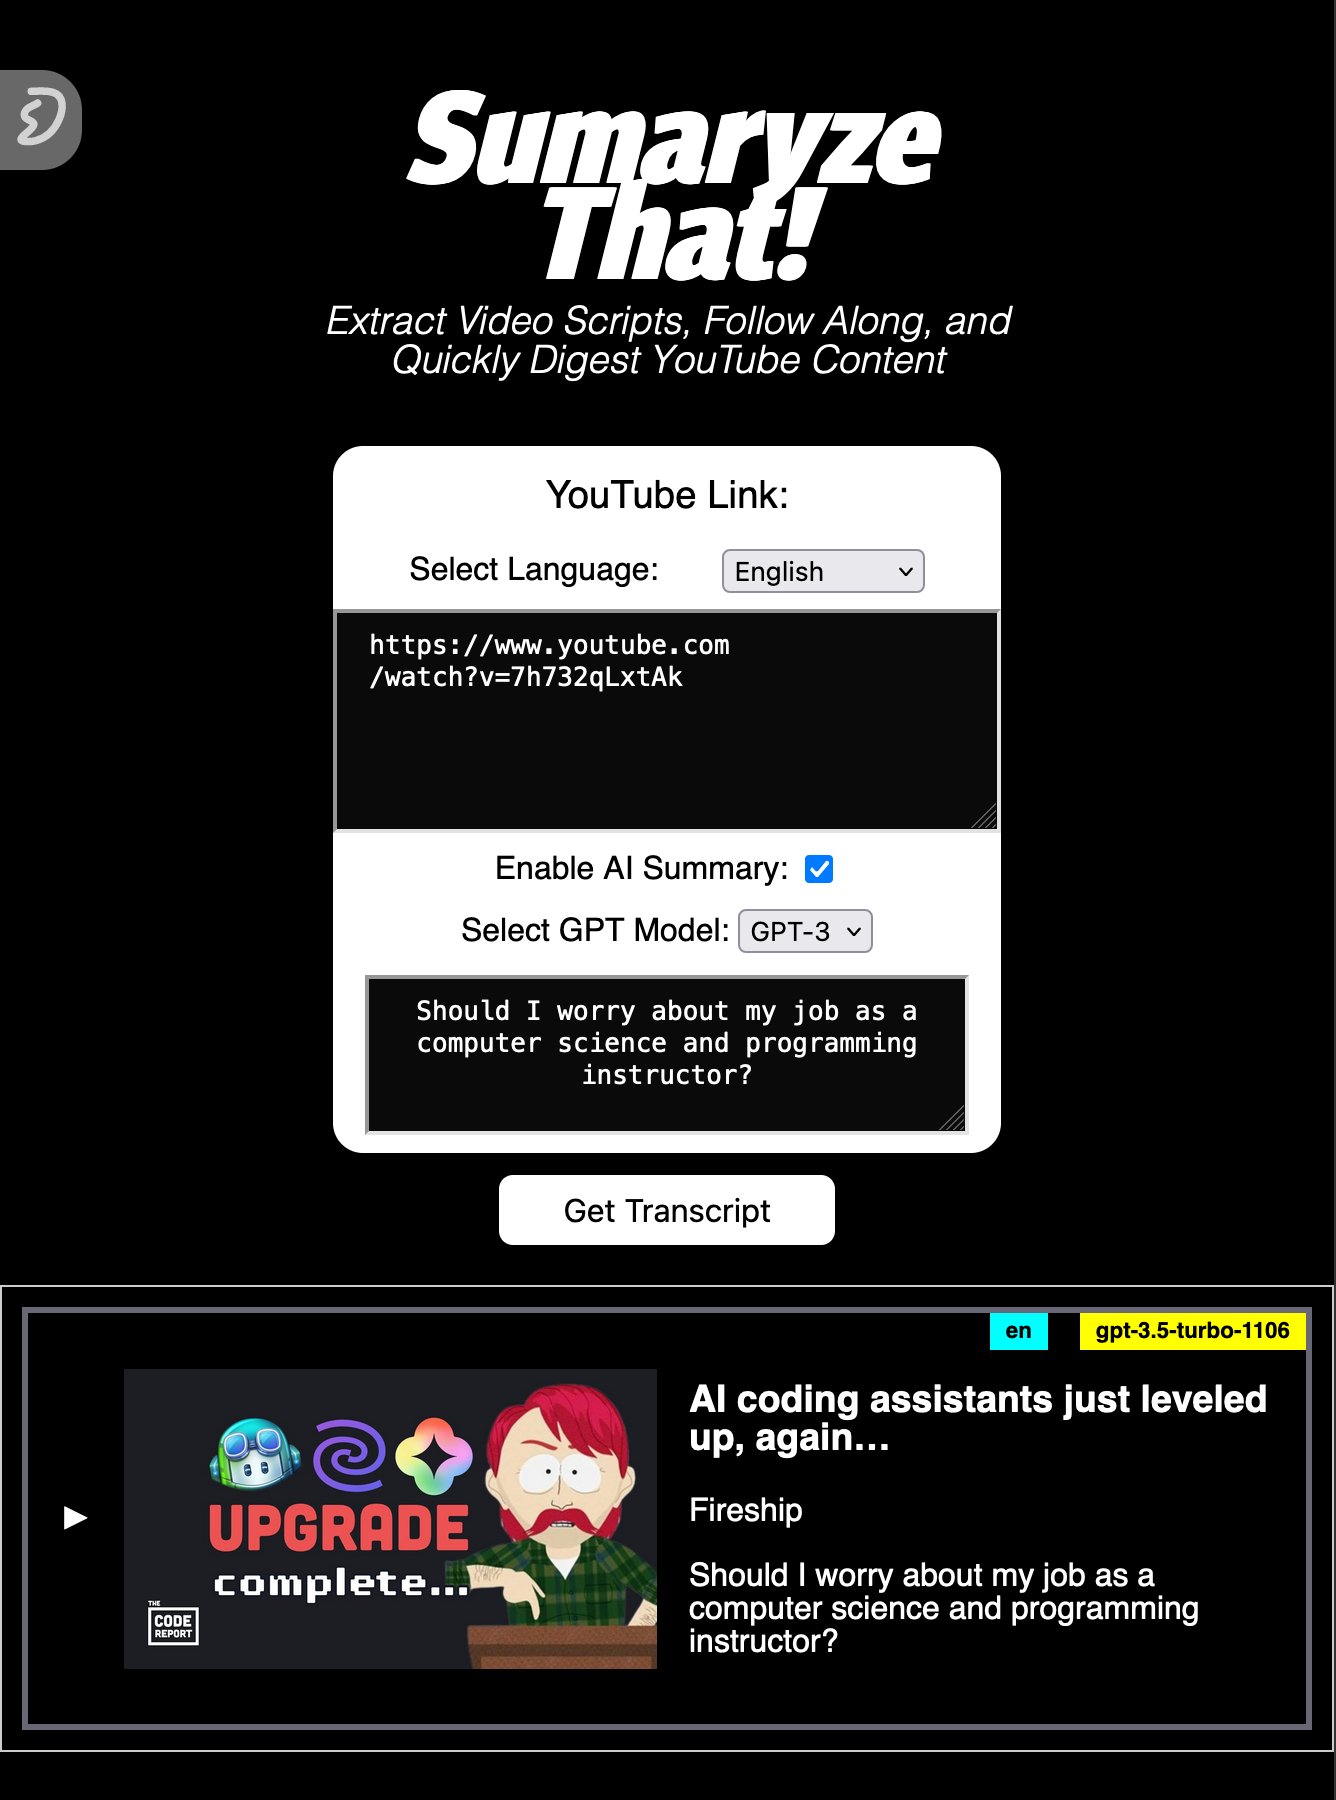 Sumaryze
That!
Extract Video Scripts, Follow Along, and
Quickly Digest YouTube Content
YouTube Link:
Select Language:
English
https://www.youtube.com
/watch?v=7h732qLxtAk
Enable AI Summary:
Select GPT Model:
GPT-3
Should I worry about my job as a
computer science and programming
instructor?
Get Transcript
en
gpt-3.5-turbo-1106
UPGRADE
complete...
THE
CODE
REPORT
AI coding assistants just leveled
up, again...
Fireship
Should I worry about my job as a
computer science and programming
instructor?